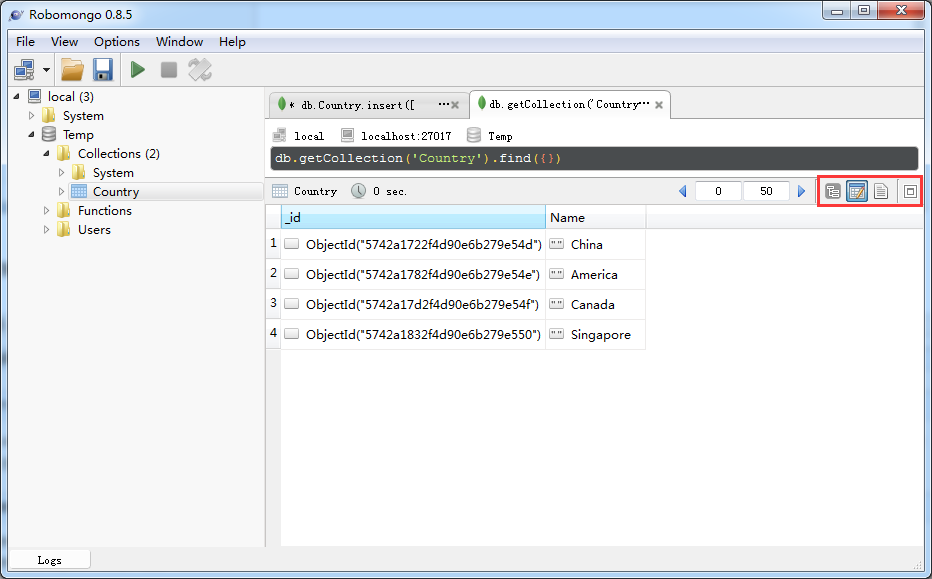 Robomongo 0.8.5
File View Options Window Help
local (3)
System
Temp
Collections (2)
System
Country
Functions
Users
* db.Country.insert([ ··· db.getCollection('Country···
local localhost:27017 Temp
db.getCollection('Country').find({})
Country 0 sec. 0 50
_id Name
1 ObjectId("5742a1722f4d90e6b279e54d") "" China
2 ObjectId("5742a1782f4d90e6b279e54e") "" America
3 ObjectId("5742a17d2f4d90e6b279e54f") "" Canada
4 ObjectId("5742a1832f4d90e6b279e550") "" Singapore
Logs